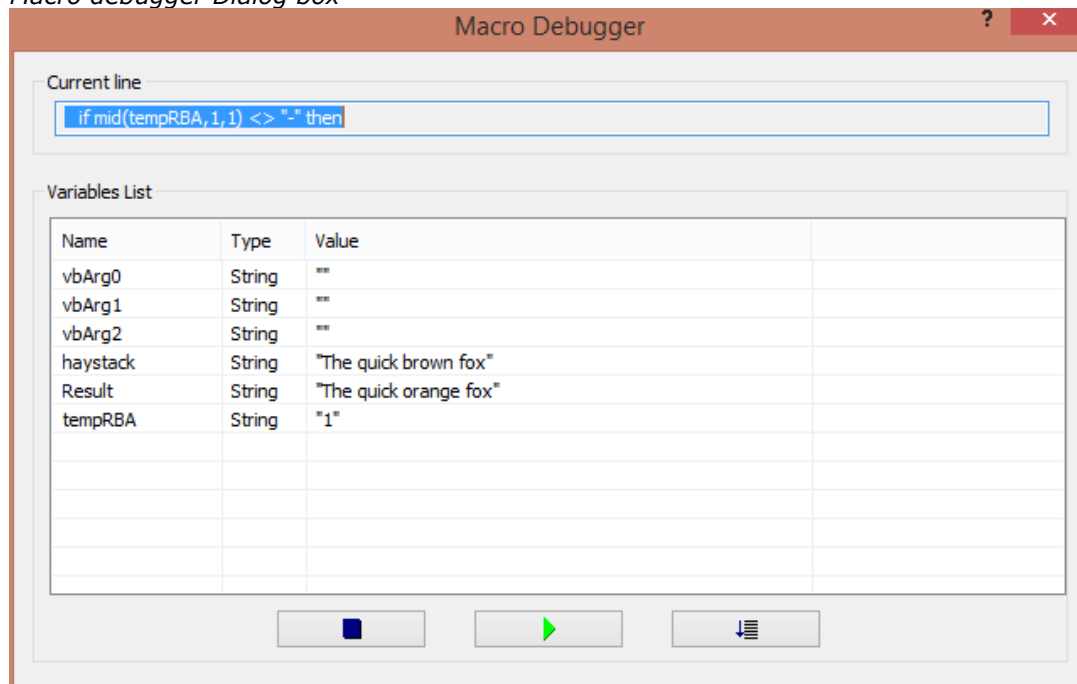 Macro debugger Dialog box
Macro Debugger ? ×
Current line
if mid(tempRBA,1,1) <> "-" then
Variables List
Name Type Value
vbArg0 String ""
vbArg1 String ""
vbArg2 String ""
haystack String "The quick brown fox"
Result String "The quick orange fox"
tempRBA String "1"